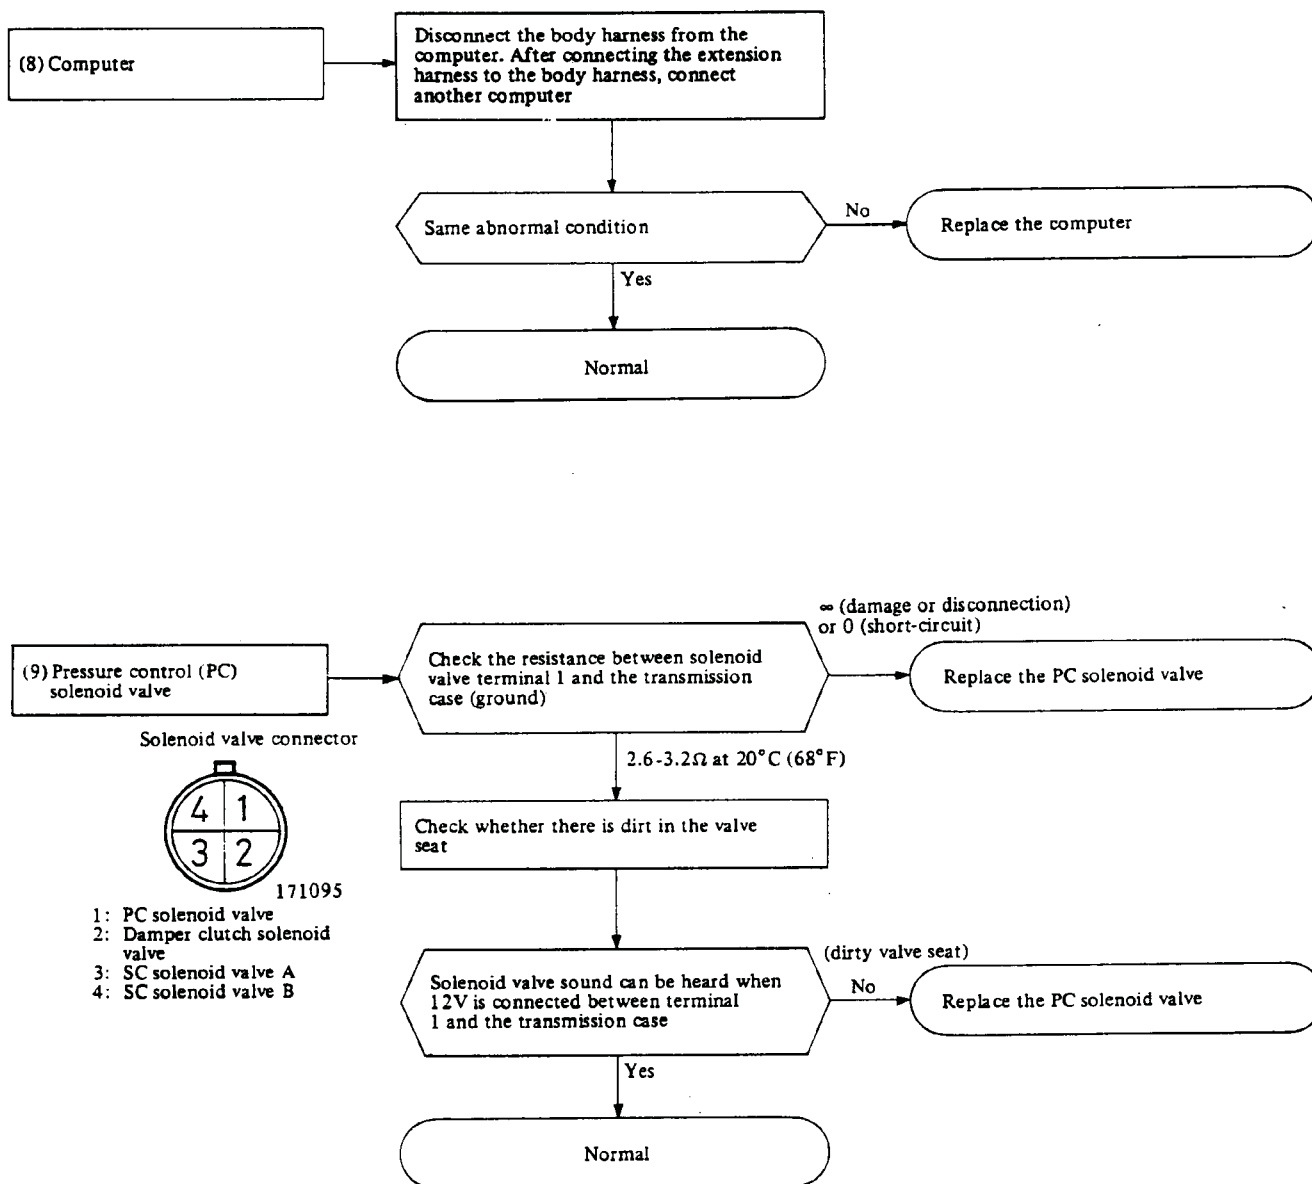 (8) Computer
Disconnect the body harness from the
computer. After connecting the extension
harness to the body harness, connect
another computer
Same abnormal condition
No
Replace the computer
Yes
Normal
(9) Pressure control (PC)
solenoid valve
Check the resistance between solenoid
valve terminal 1 and the transmission
case (ground)
∞ (damage or disconnection)
or 0 (short-circuit)
Replace the PC solenoid valve
Solenoid valve connector
4 1
3 2
171095
1: PC solenoid valve
2: Damper clutch solenoid
valve
3: SC solenoid valve A
4: SC solenoid valve B
2.6-3.2Ω at 20°C (68°F)
Check whether there is dirt in the valve
seat
Solenoid valve sound can be heard when
12V is connected between terminal
1 and the transmission case
(dirty valve seat)
No
Replace the PC solenoid valve
Yes
Normal